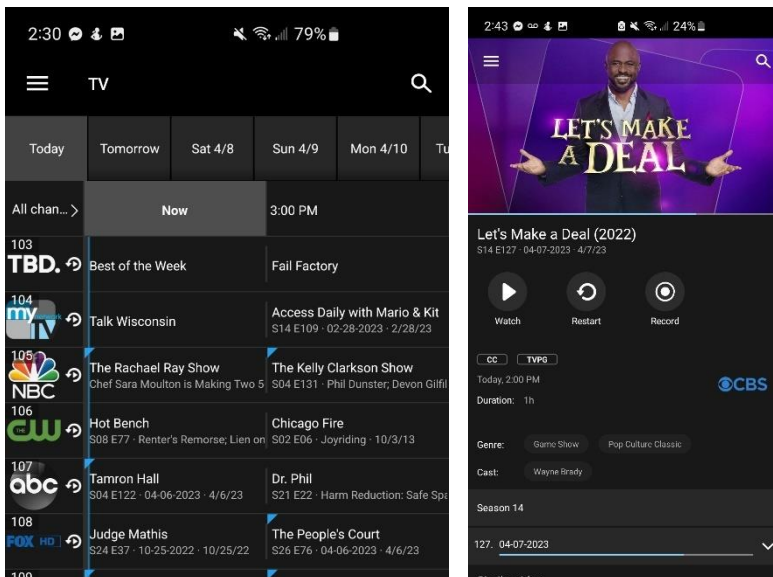 2:30
79%
TV
Today
Tomorrow
Sat 4/8
Sun 4/9
Mon 4/10
Tu
All chan...
Now
3:00 PM
103
TBD.
Best of the Week
Fail Factory
104
my
TV
Talk Wisconsin
Access Daily with Mario & Kit
S14 E109 · 02-28-2023 · 2/28/23
105
NBC
The Rachael Ray Show
Chef Sara Moulton is Making Two 5
The Kelly Clarkson Show
S04 E131 · Phil Dunster; Devon Gilfil
106
THE CW
Hot Bench
S08 E77 · Renter's Remorse; Lien on
Chicago Fire
S02 E06 · Joyriding · 10/3/13
107
abc
Tamron Hall
S04 E122 · 04-06-2023 · 4/6/23
Dr. Phil
S21 E22 · Harm Reduction: Safe Spa
108
FOX HD
Judge Mathis
S24 E37 · 10-25-2022 · 10/25/22
The People's Court
S26 E76 · 04-06-2023 · 4/6/23
109
2:43
24%
LET'S MAKE
A DEAL
Let's Make a Deal (2022)
S14 E127 · 04-07-2023 · 4/7/23
Watch
Restart
Record
CC
TVPG
Today, 2:00 PM
Duration: 1h
CBS
Genre:
Game Show
Pop Culture Classic
Cast:
Wayne Brady
Season 14
127. 04-07-2023